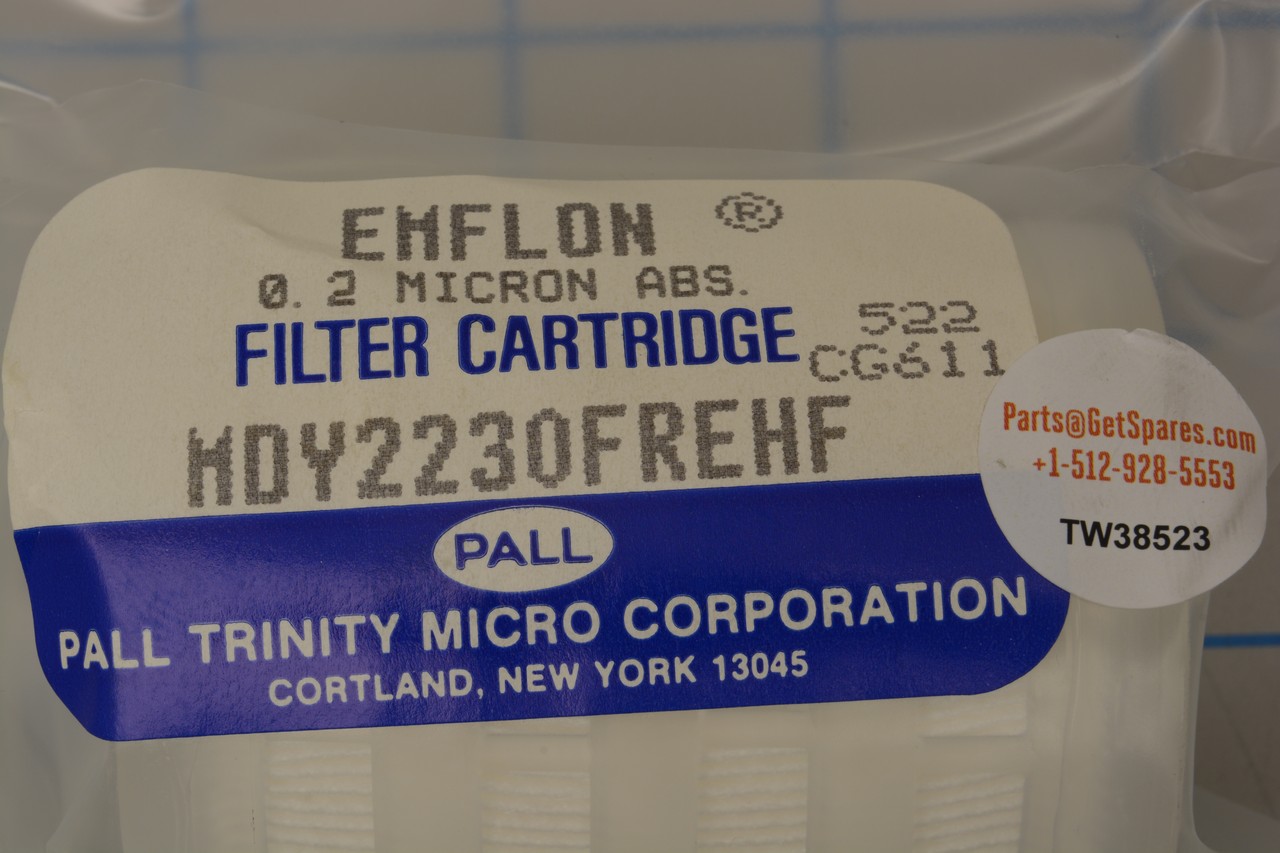 EMFLON ®
0.2 MICRON ABS.
FILTER CARTRIDGE
522
CG611
MDY2230FREHF
PALL
PALL TRINITY MICRO CORPORATION
CORTLAND, NEW YORK 13045
Parts@GetSpares.com
+1-512-928-5553
TW38523